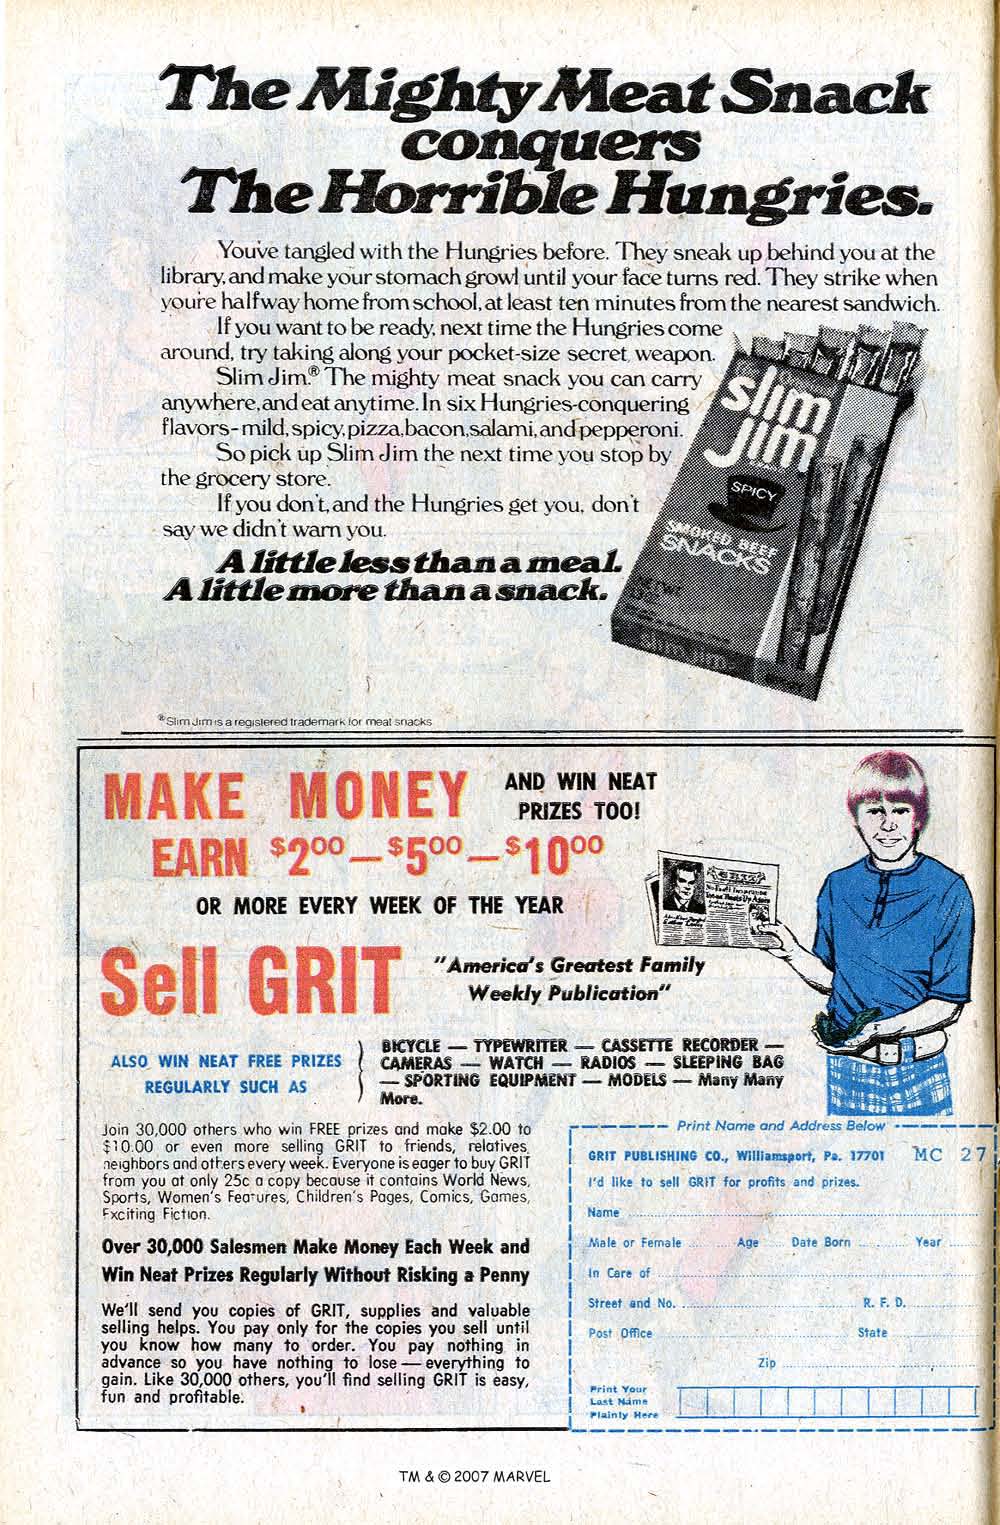 The Mighty Meat Snack
conquers
The Horrible Hungries.
You've tangled with the Hungries before. They sneak up behind you at the
library, and make your stomach growl until your face turns red. They strike when
you're halfway home from school, at least ten minutes from the nearest sandwich.
If you want to be ready, next time the Hungries come
around, try taking along your pocket-size secret weapon.
Slim Jim.® The mighty meat snack you can carry
anywhere, and eat anytime. In six Hungries-conquering
flavors-mild, spicy, pizza, bacon, salami, and pepperoni.
So pick up Slim Jim the next time you stop by
the grocery store.
If you don't, and the Hungries get you, don't
say we didn't warn you.
A little less than a meal.
A little more than a snack.
slim
jim
SPICY
SMOKED BEEF
SNACKS
NET WT
slim jim
®Slim Jim is a registered trademark for meat snacks
MAKE MONEY
AND WIN NEAT
PRIZES TOO!
EARN $200—$500—$1000
OR MORE EVERY WEEK OF THE YEAR
GRIT
Sell GRIT
"America's Greatest Family
Weekly Publication"
ALSO WIN NEAT FREE PRIZES
REGULARLY SUCH AS
BICYCLE — TYPEWRITER — CASSETTE RECORDER —
CAMERAS — WATCH — RADIOS — SLEEPING BAG
— SPORTING EQUIPMENT — MODELS — Many Many
More.
Join 30,000 others who win FREE prizes and make $2.00 to
$10.00 or even more selling GRIT to friends, relatives,
neighbors and others every week. Everyone is eager to buy GRIT
from you at only 25c a copy because it contains World News,
Sports, Women's Features, Children's Pages, Comics, Games,
Exciting Fiction.
Over 30,000 Salesmen Make Money Each Week and
Win Neat Prizes Regularly Without Risking a Penny
We'll send you copies of GRIT, supplies and valuable
selling helps. You pay only for the copies you sell until
you know how many to order. You pay nothing in
advance so you have nothing to lose — everything to
gain. Like 30,000 others, you'll find selling GRIT is easy,
fun and profitable.
Print Name and Address Below
GRIT PUBLISHING CO., Williamsport, Pa. 17701 MC 27
I'd like to sell GRIT for profits and prizes.
Name
Male or Female Age Date Born Year
In Care of
Street and No. R. F. D.
Post Office State
Zip
Print Your
Last Name
Plainly Here
TM & © 2007 MARVEL